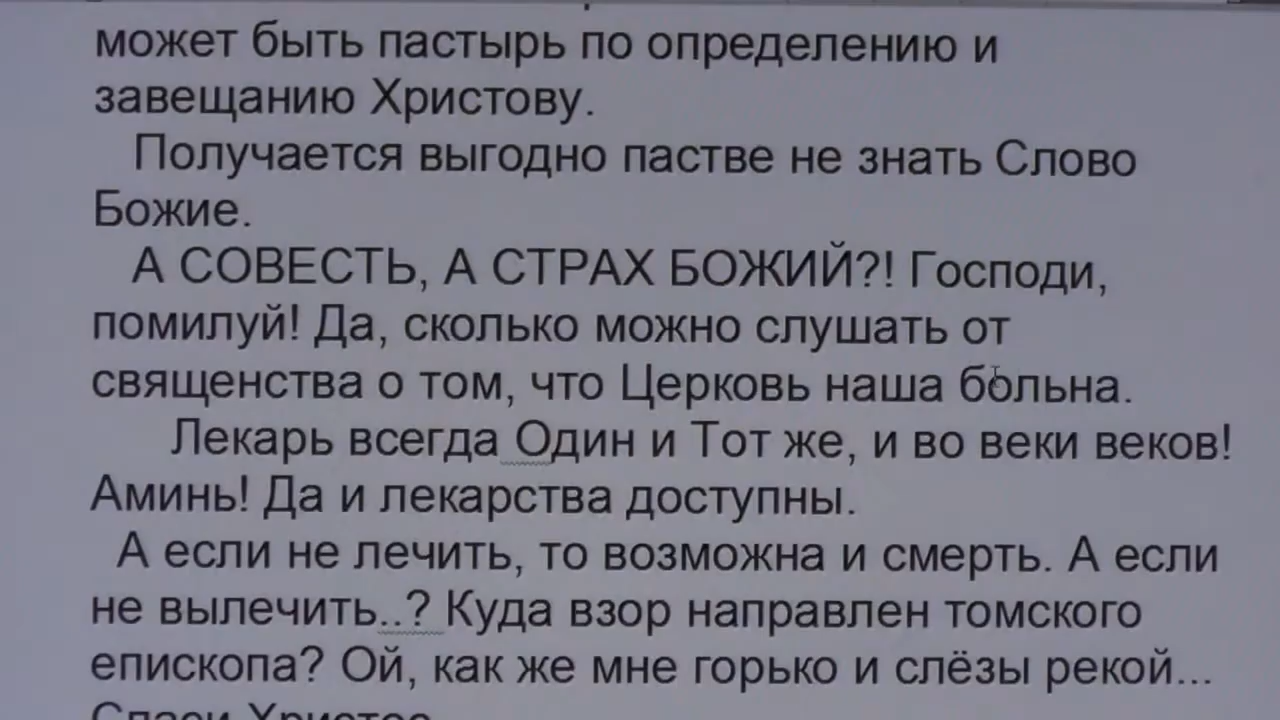 может быть пастырь по определению и
завещанию Христову.
Получается выгодно пастве не знать Слово
Божие.
А СОВЕСТЬ, А СТРАХ БОЖИЙ?! Господи,
помилуй! Да, сколько можно слушать от
священства о том, что Церковь наша больна.
Лекарь всегда Один и Тот же, и во веки веков!
Аминь! Да и лекарства доступны.
А если не лечить, то возможна и смерть. А если
не вылечить..? Куда взор направлен томского
епископа? Ой, как же мне горько и слёзы рекой...
Спаси Христос